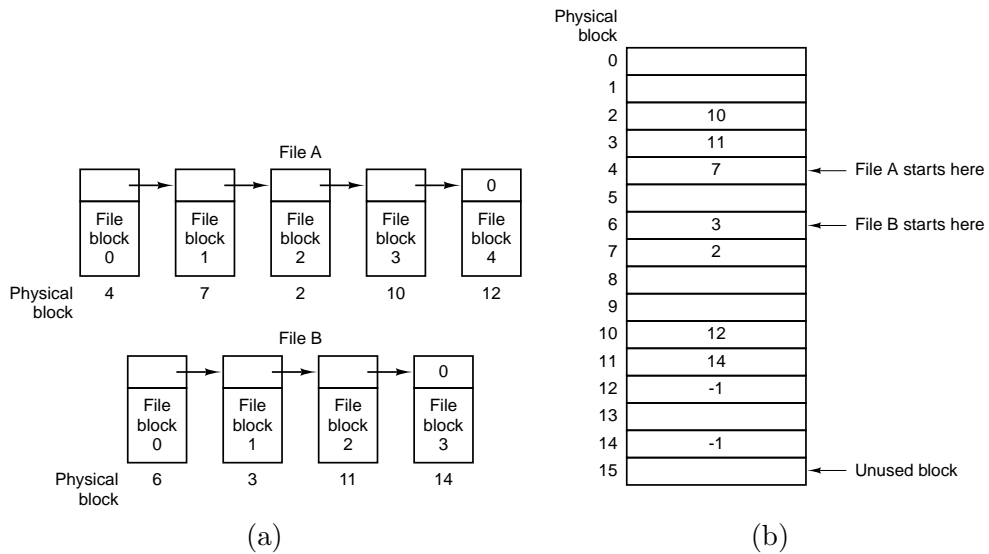 File A
0
File File File File File
block block block block block
0 1 2 3 4
Physical block 4 7 2 10 12
File B
0
File File File File
block block block block
0 1 2 3
Physical block 6 3 11 14
(a)
Physical
block
0
1
2 10
3 11
4 7 File A starts here
5
6 3 File B starts here
7 2
8
9
10 12
11 14
12 -1
13
14 -1
15 Unused block
(b)